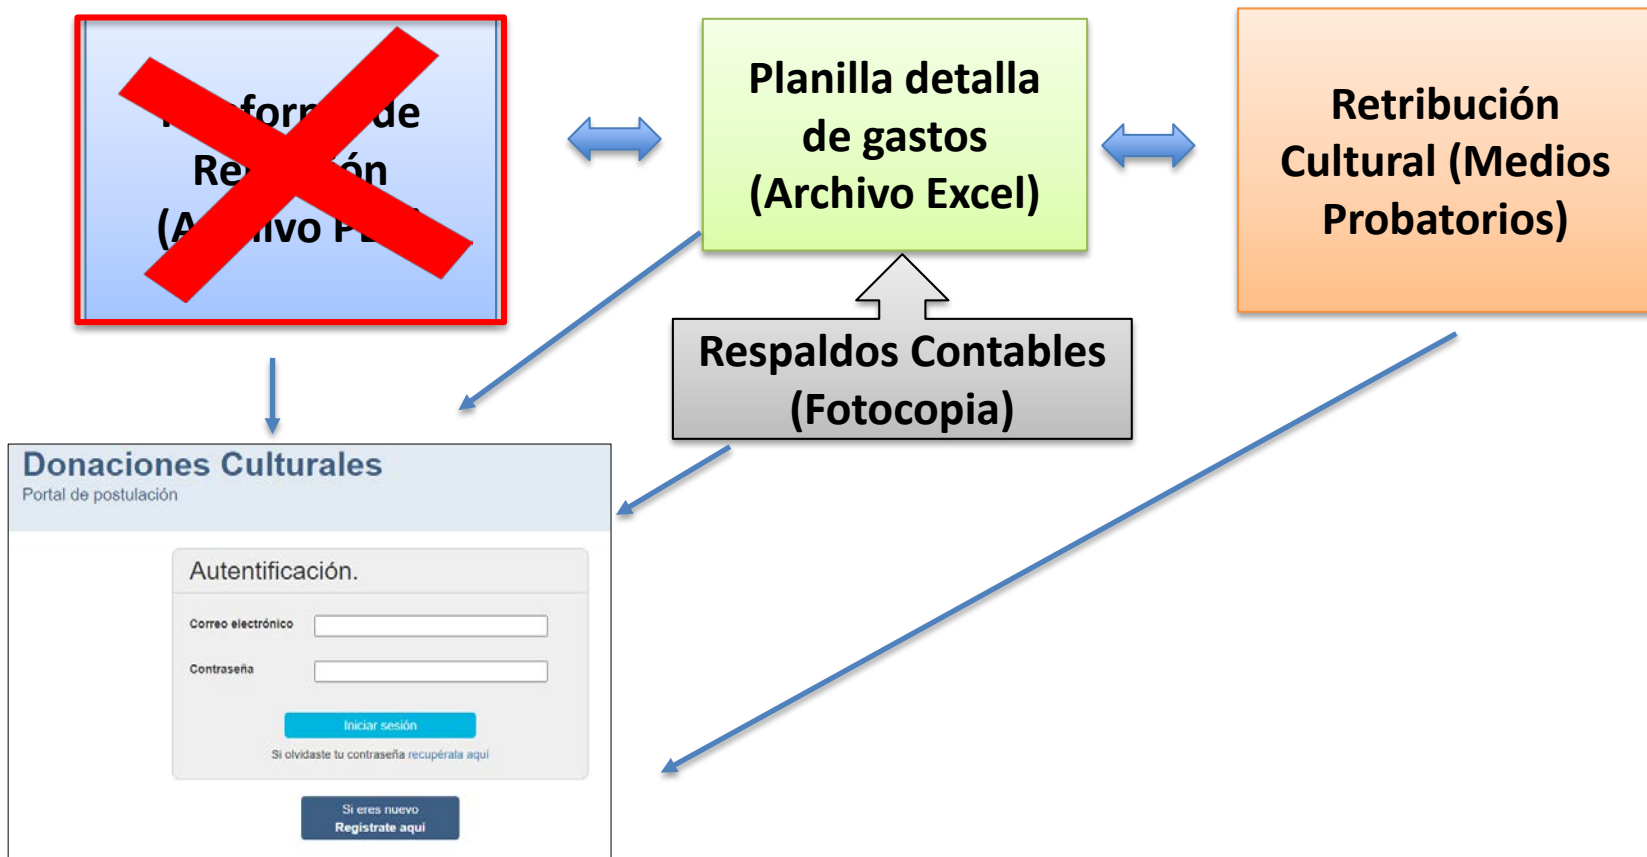 de
(A
Planilla detalla
de gastos
(Archivo Excel)
Retribución
Cultural (Medios
Probatorios)
Respaldos Contables
(Fotocopia)
Donaciones Culturales
Portal de postulación
Autentificación.
Correo electrónico
Contraseña
Iniciar sesión
Si olvidaste tu contraseña recupérala aquí
Si eres nuevo
Registrate aquí